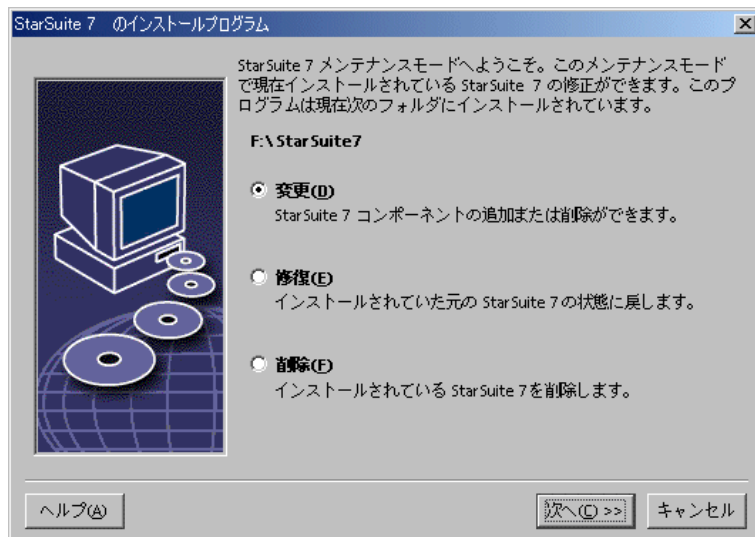 StarSuite 7 のインストールプログラム
StarSuite 7 メンテナンスモードへようこそ。このメンテナンスモード
で現在インストールされている StarSuite 7 の修正ができます。このプ
ログラムは現在次のフォルダにインストールされています。
F:\StarSuite7
変更(D)
StarSuite 7 コンポーネントの追加または削除ができます。
修復(E)
インストールされていた元の StarSuite 7 の状態に戻します。
削除(F)
インストールされている StarSuite 7を削除します。
ヘルプ(A)
次へ(C) >>
キャンセル